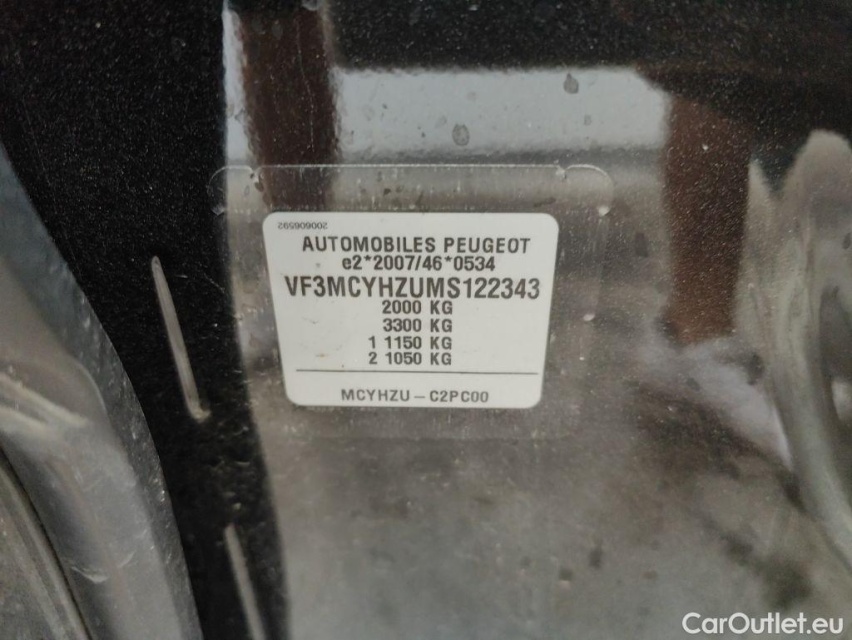 200606592
AUTOMOBILES PEUGEOT
e2*2007/46*0534
VF3MCYHZUMS122343
2000 KG
3300 KG
1 1150 KG
2 1050 KG
MCYHZU – C2PC00
CarOutlet.eu